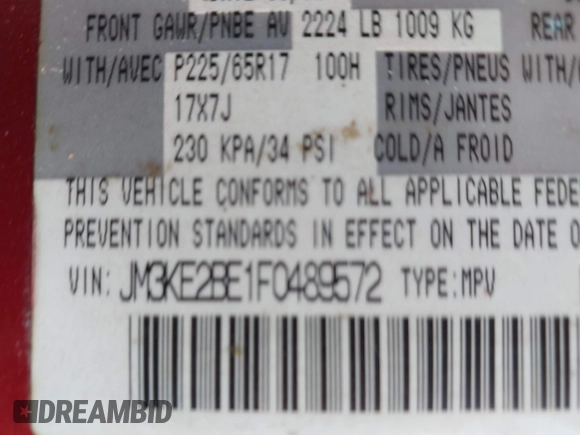 FRONT GAWR/PNBE AV 2224 LB 1009 KG REAR
WITH/AVEC P225/65R17 100H TIRES/PNEUS WITH/
17X7J RIMS/JANTES
230 KPA/34 PSI COLD/A FROID
THIS VEHICLE CONFORMS TO ALL APPLICABLE FEDE
PREVENTION STANDARDS IN EFFECT ON THE DATE O
VIN: JM3KE2BE1F0489572 TYPE:MPV
DREAMBID